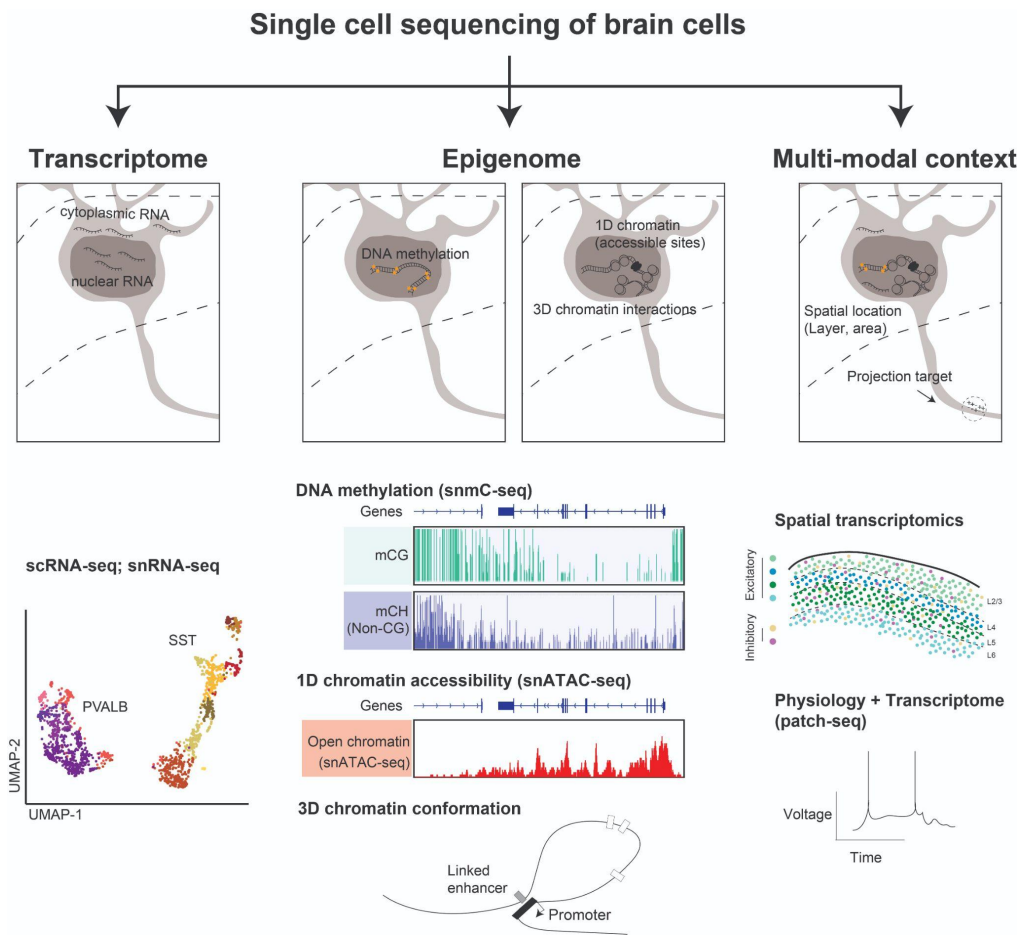 Single cell sequencing of brain cells
Transcriptome
Epigenome
Multi-modal context
cytoplasmic RNA
nuclear RNA
DNA methylation
1D chromatin
(accessible sites)
3D chromatin interactions
Spatial location
(Layer, area)
Projection target
scRNA-seq; snRNA-seq
SST
PVALB
UMAP-2
UMAP-1
DNA methylation (snmC-seq)
Genes
mCG
mCH
(Non-CG)
1D chromatin accessibility (snATAC-seq)
Genes
Open chromatin
(snATAC-seq)
3D chromatin conformation
Linked
enhancer
Promoter
Spatial transcriptomics
Excitatory
Inhibitory
L2/3
L4
L5
L6
Physiology + Transcriptome
(patch-seq)
Voltage
Time